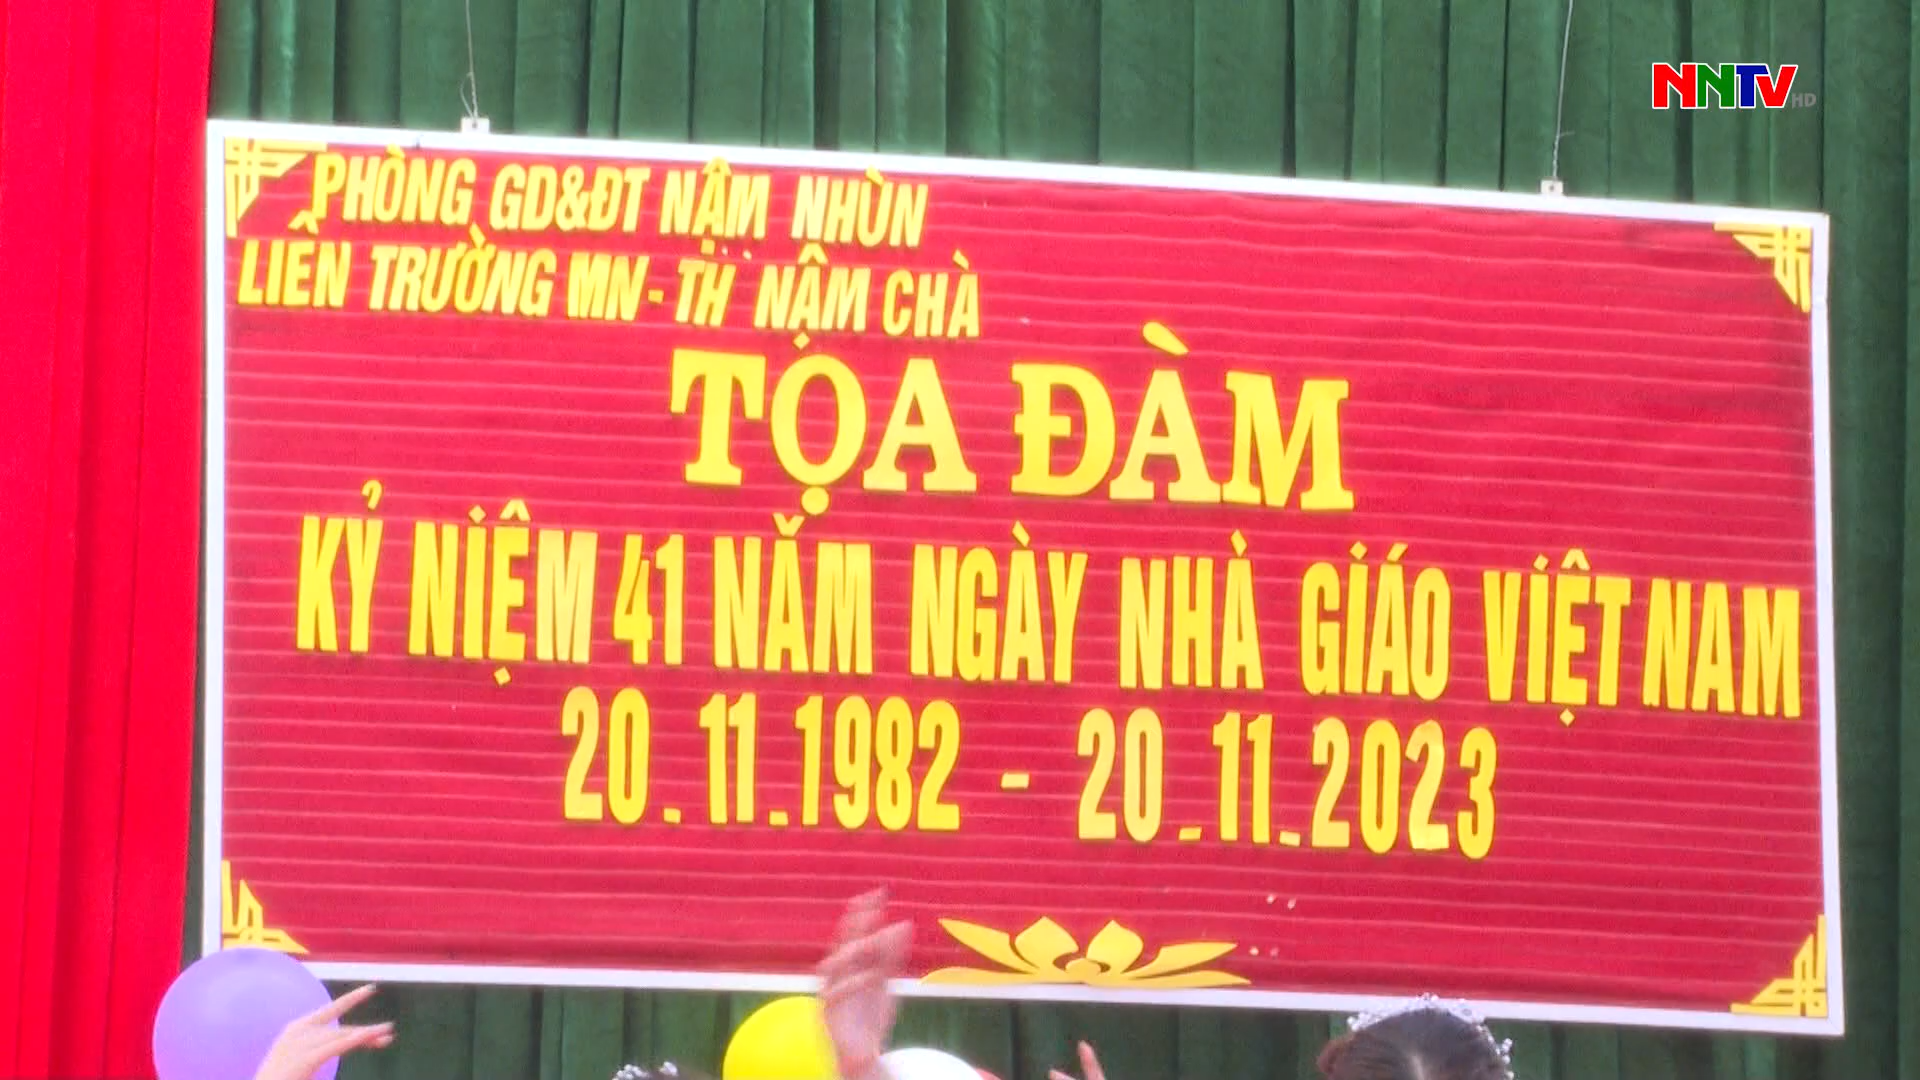 NNTV HD
PHÒNG GD&ĐT NẬM NHÙN
LIÊN TRƯỜNG MN-TH NẬM CHÀ
TỌA ĐÀM
KỶ NIỆM 41 NĂM NGÀY NHÀ GIÁO VIỆT NAM
20.11.1982 - 20.11.2023